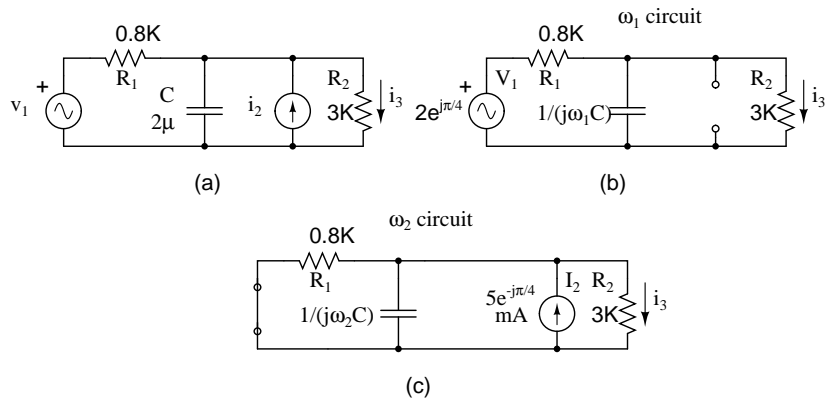 0.8K
R₁
+
v₁
C
2μ
i₂
R₂
3K
i₃
(a)
ω₁ circuit
0.8K
R₁
+
V₁
2e^{jπ/4}
1/(jω₁C)
R₂
3K
i₃
(b)
ω₂ circuit
0.8K
R₁
1/(jω₂C)
5e^{-jπ/4}
mA
I₂
R₂
3K
i₃
(c)